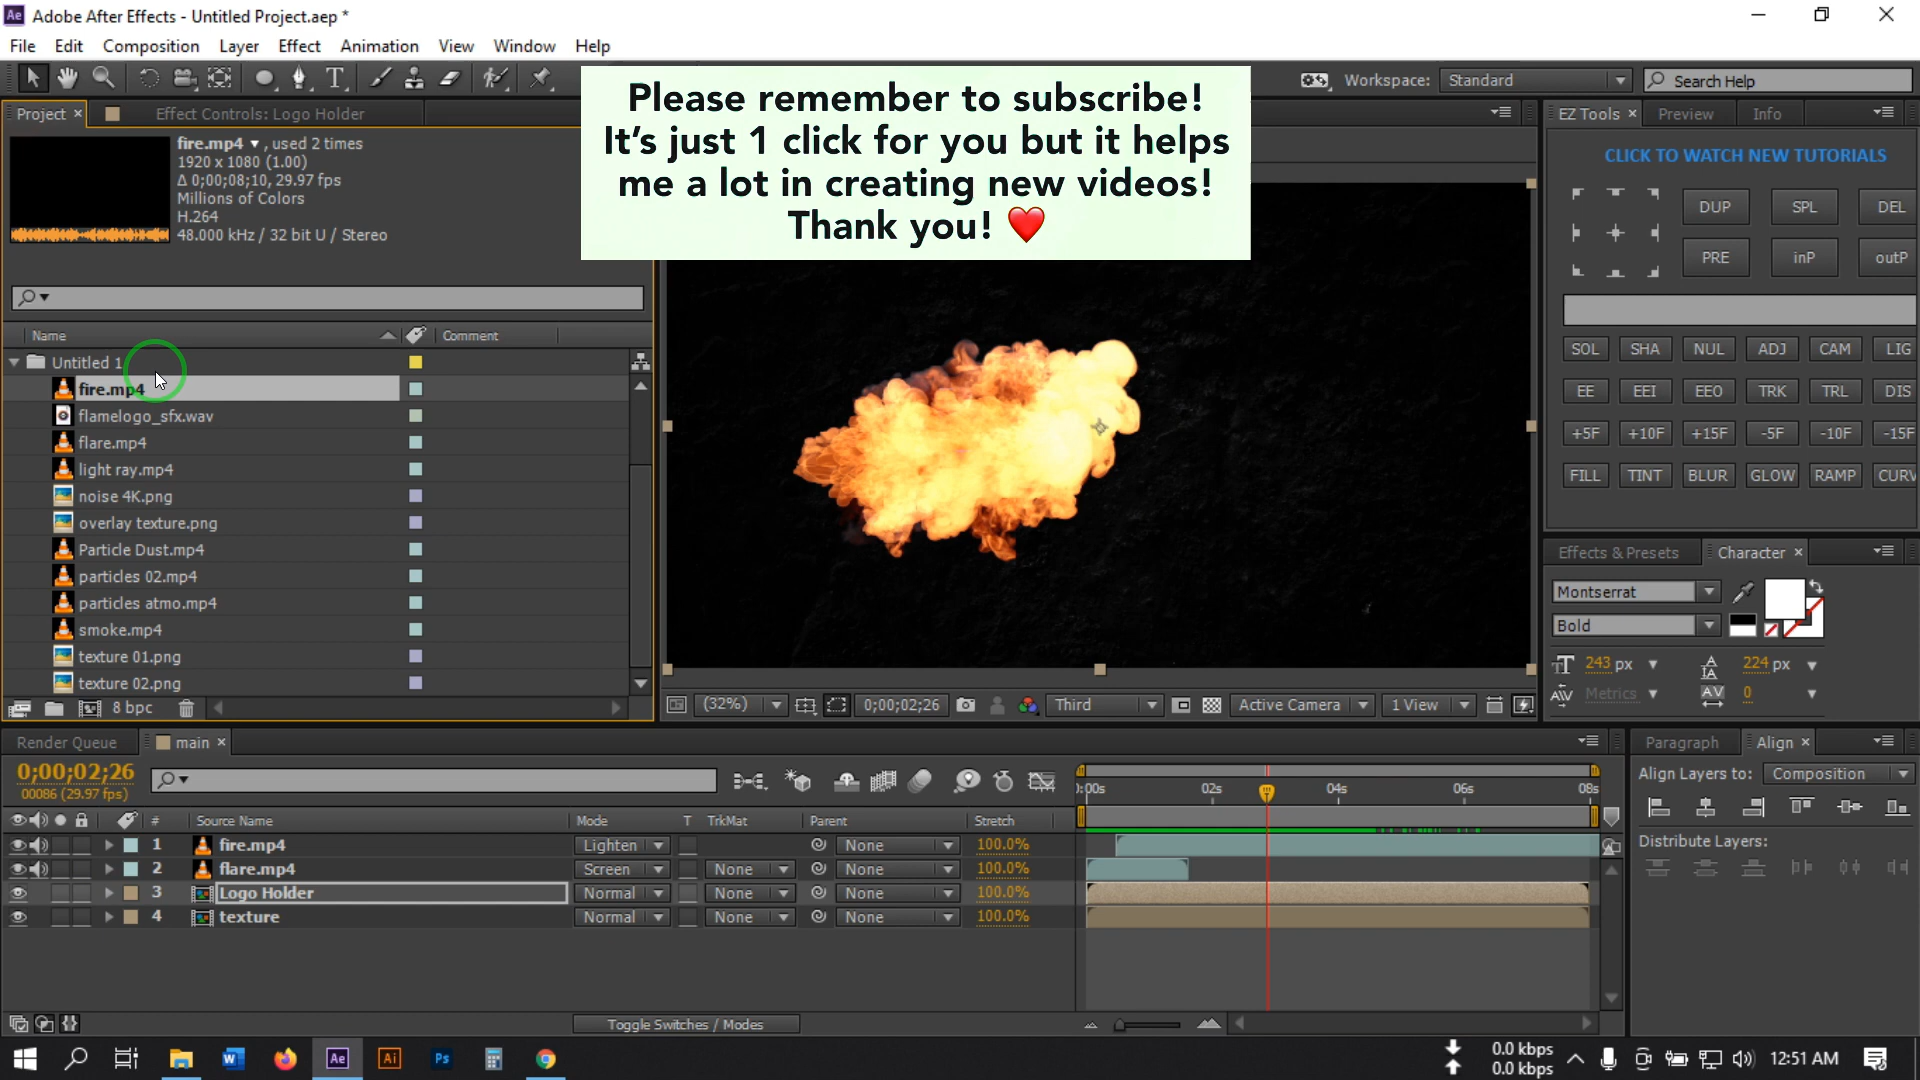 Ae Adobe After Effects - Untitled Project.aep *
File Edit Composition Layer Effect Animation View Window Help
Workspace: Standard Search Help
Please remember to subscribe!
It's just 1 click for you but it helps
me a lot in creating new videos!
Thank you! ❤️
Project × Effect Controls: Logo Holder
fire.mp4 ▼ , used 2 times
1920 x 1080 (1.00)
Δ 0;00;08;10, 29.97 fps
Millions of Colors
H.264
48.000 kHz / 32 bit U / Stereo
Name Comment
Untitled 1
fire.mp4
flamelogo_sfx.wav
flare.mp4
light ray.mp4
noise 4K.png
overlay texture.png
Particle Dust.mp4
particles 02.mp4
particles atmo.mp4
smoke.mp4
texture 01.png
texture 02.png
8 bpc
(32%) 0;00;02;26 Third Active Camera 1 View
EZ Tools × Preview Info
CLICK TO WATCH NEW TUTORIALS
DUP SPL DEL
PRE inP outP
SOL SHA NUL ADJ CAM LIG
EE EEI EEO TRK TRL DIS
+5F +10F +15F -5F -10F -15F
FILL TINT BLUR GLOW RAMP CURV
Effects & Presets Character ×
Montserrat
Bold
243 px 224 px
Metrics 0
Render Queue main ×
0;00;02;26
00086 (29.97 fps)
):00s 02s 04s 06s 08s
# Source Name Mode T TrkMat Parent Stretch
1 fire.mp4 Lighten None 100.0%
2 flare.mp4 Screen None None 100.0%
3 Logo Holder Normal None None 100.0%
4 texture Normal None None 100.0%
Toggle Switches / Modes
Paragraph Align ×
Align Layers to: Composition
Distribute Layers:
W Ae Ai Ps
0.0 kbps
0.0 kbps
12:51 AM